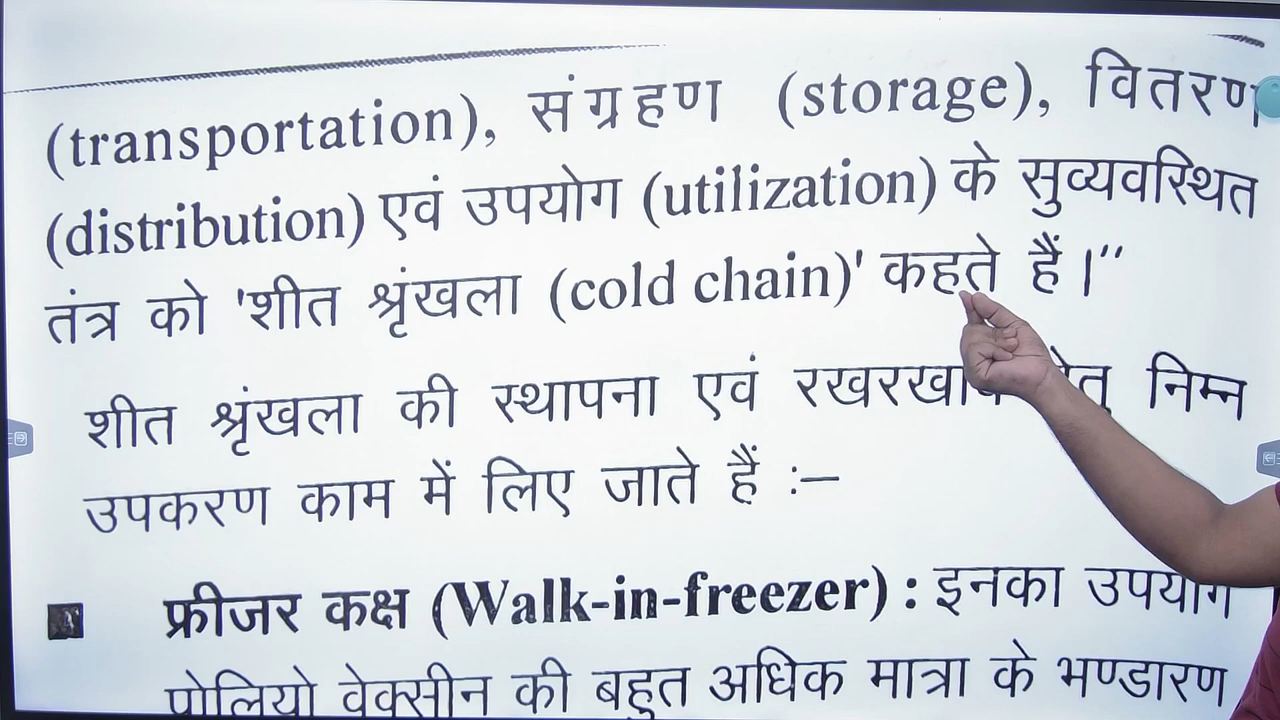 (transportation), संग्रहण (storage), वितरण
(distribution) एवं उपयोग (utilization) के सुव्यवस्थित
तंत्र को 'शीत श्रृंखला (cold chain)' कहते हैं।"
शीत श्रृंखला की स्थापना एवं निम्न
उपकरण काम में लिए जाते हैं :–
■ फ्रीजर कक्ष (Walk-in-freezer) : इनका उपयोग
पोलियो वेक्सीन की बहुत अधिक मात्रा के भण्डारण